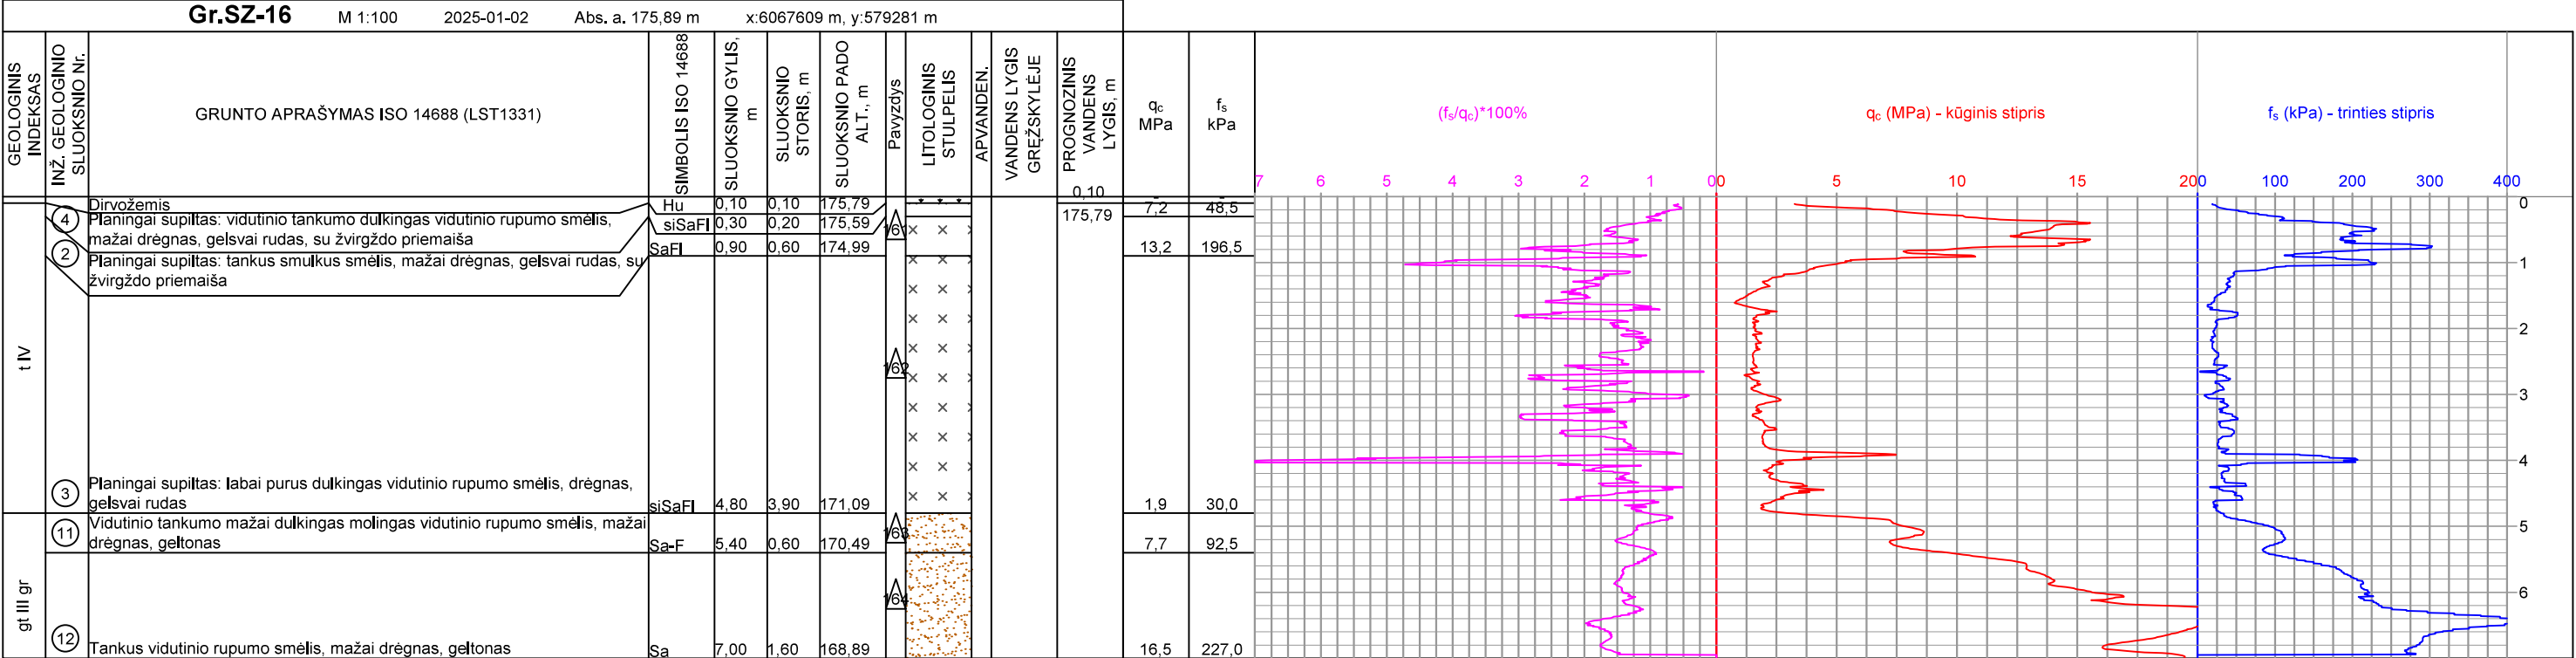 Gr.SZ-16 M 1:100 2025-01-02 Abs. a. 175,89 m x:6067609 m, y:579281 m
GEOLOGINIS
INDEKSAS
INŽ. GEOLOGINIO
SLUOKSNIO Nr.
GRUNTO APRAŠYMAS ISO 14688 (LST1331)
SIMBOLIS ISO 14688
SLUOKSNIO GYLIS,
m
SLUOKSNIO
STORIS, m
SLUOKSNIO PADO
ALT., m
Pavyzdys
LITOLOGINIS
STULPELIS
APVANDEN.
VANDENS LYGIS
GRĘŽSKYLĖJE
PROGNOZINIS
VANDENS
LYGIS, m
qc
MPa
fs
kPa
(fs/qc)*100%
qc (MPa) - kūginis stipris
fs (kPa) - trinties stipris
7 6 5 4 3 2 1 0
0 5 10 15 20
0 100 200 300 400
0,10
175,79
Dirvožemis Hu 0,10 0,10 175,79
4 Planingai supiltas: vidutinio tankumo dulkingas vidutinio rupumo smėlis,
mažai drėgnas, gelsvai rudas, su žvirgždo priemaiša
siSaFl 0,30 0,20 175,59 7,2 48,5
2 Planingai supiltas: tankus smulkus smėlis, mažai drėgnas, gelsvai rudas, su
žvirgždo priemaiša
SaFl 0,90 0,60 174,99 161 13,2 196,5
t IV
162
3 Planingai supiltas: labai purus dulkingas vidutinio rupumo smėlis, drėgnas,
gelsvai rudas siSaFl 4,80 3,90 171,09 1,9 30,0
11 Vidutinio tankumo mažai dulkingas molingas vidutinio rupumo smėlis, mažai
drėgnas, geltonas Sa-F 5,40 0,60 170,49 163 7,7 92,5
gt III gr
164
12 Tankus vidutinio rupumo smėlis, mažai drėgnas, geltonas Sa 7,00 1,60 168,89 16,5 227,0
0
1
2
3
4
5
6